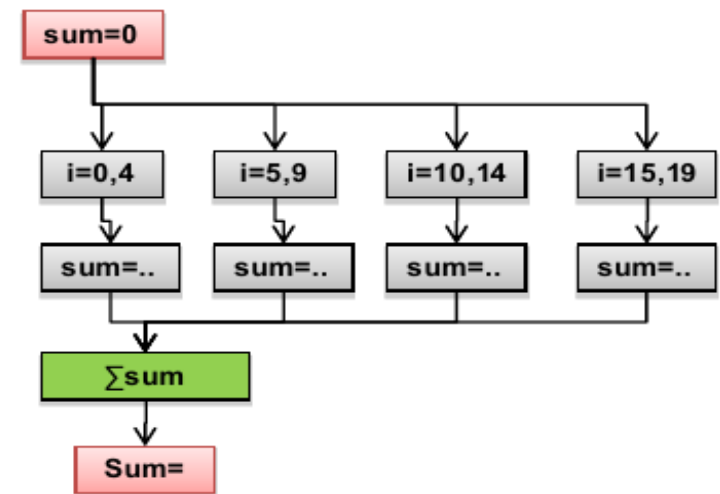 sum=0
i=0,4
i=5,9
i=10,14
i=15,19
sum=..
sum=..
sum=..
sum=..
∑sum
Sum=